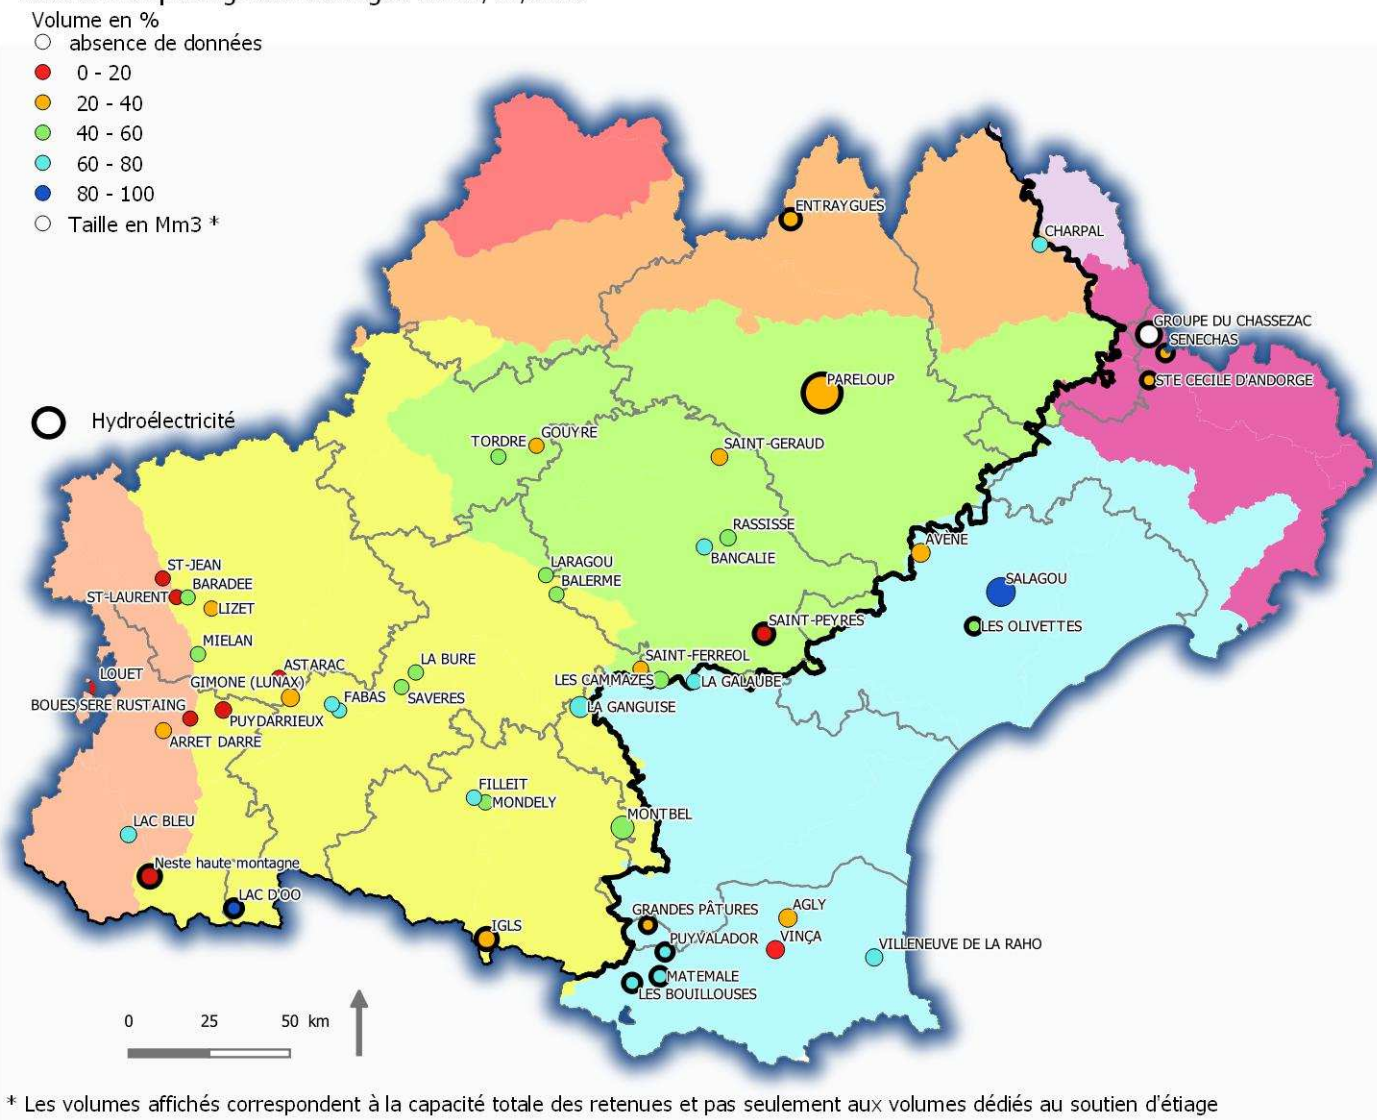 Volume en %
absence de données
0 - 20
20 - 40
40 - 60
60 - 80
80 - 100
Taille en Mm3 *
ENTRAYGUES
CHARPAL
GROUPE DU CHASSEZAC
SENECHAS
STE CECILE D'ANDORGE
PARELOUP
Hydroélectricité
TORDRE
GOUYRE
SAINT-GERAUD
RASSISSE
BANCALIE
AVENE
LARAGOU
BALERME
ST-JEAN
BARADEE
ST-LAURENT
LIZET
SALAGOU
SAINT-PEYRES
LES OLIVETTES
MIELAN
LA BURE
ASTARAC
SAINT-FERREOL
LOUET
GIMONE (LUNAX)
LES CAMMAZES
LA GALAUBE
BOUES SERE RUSTAING
FABAS
SAVERES
LA GANGUISE
PUYDARRIEUX
ARRET DARRE
FILLEIT
MONDELY
LAC BLEU
MONTBEL
Neste haute montagne
LAC D'OO
IGLS
GRANDES PÂTURES
AGLY
PUYVALADOR
VINÇA
VILLENEUVE DE LA RAHO
MATEMALE
LES BOUILLOUSES
0 25 50 km
* Les volumes affichés correspondent à la capacité totale des retenues et pas seulement aux volumes dédiés au soutien d'étiage